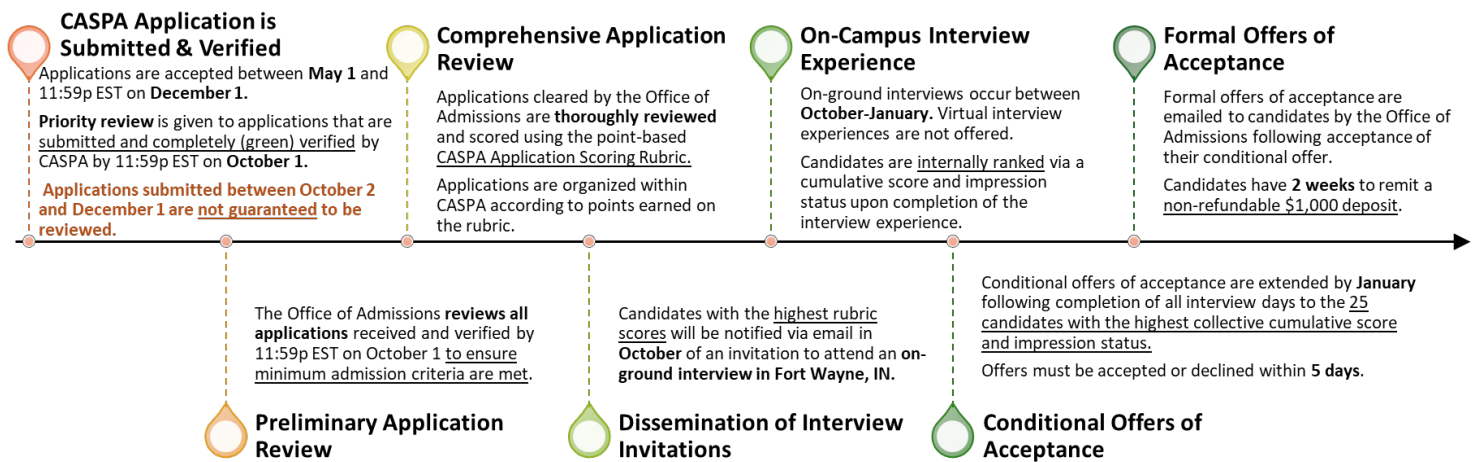 CASPA Application is
Submitted & Verified
Applications are accepted between May 1 and
11:59p EST on December 1.
Priority review is given to applications that are
submitted and completely (green) verified by
CASPA by 11:59p EST on October 1.
Applications submitted between October 2
and December 1 are not guaranteed to be
reviewed.
The Office of Admissions reviews all
applications received and verified by
11:59p EST on October 1 to ensure
minimum admission criteria are met.
Preliminary Application
Review
Comprehensive Application
Review
Applications cleared by the Office of
Admissions are thoroughly reviewed
and scored using the point-based
CASPA Application Scoring Rubric.
Applications are organized within
CASPA according to points earned on
the rubric.
Candidates with the highest rubric
scores will be notified via email in
October of an invitation to attend an on-
ground interview in Fort Wayne, IN.
Dissemination of Interview
Invitations
On-Campus Interview
Experience
On-ground interviews occur between
October-January. Virtual interview
experiences are not offered.
Candidates are internally ranked via a
cumulative score and impression
status upon completion of the
interview experience.
Conditional offers of acceptance are extended by January
following completion of all interview days to the 25
candidates with the highest collective cumulative score
and impression status.
Offers must be accepted or declined within 5 days.
Conditional Offers of
Acceptance
Formal Offers of
Acceptance
Formal offers of acceptance are
emailed to candidates by the Office of
Admissions following acceptance of
their conditional offer.
Candidates have 2 weeks to remit a
non-refundable $1,000 deposit.